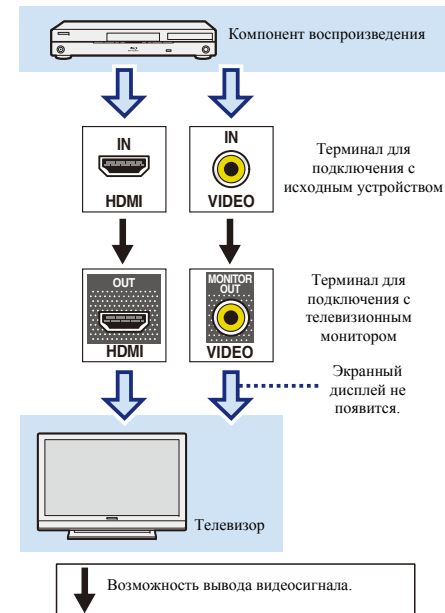 Компонент воспроизведения
IN
HDMI
IN
VIDEO
Терминал для
подключения с
исходным устройством
OUT
HDMI
MONITOR
OUT
VIDEO
Терминал для
подключения с
телевизионным
монитором
Экранный
дисплей не
появится.
Телевизор
Возможность вывода видеосигнала.